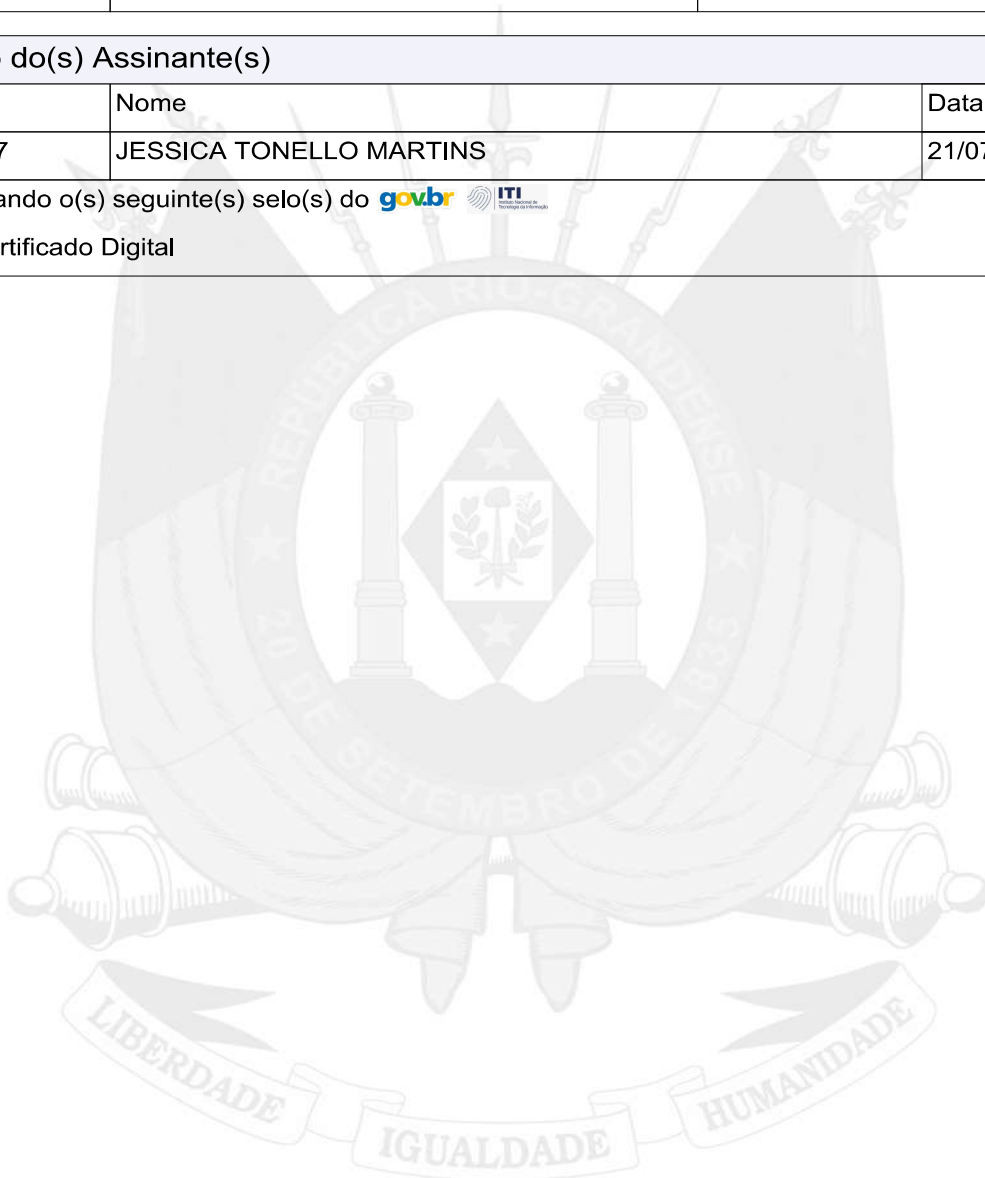 do(s) Assinante(s)
Nome Data
7 JESSICA TONELLO MARTINS 21/07
ando o(s) seguinte(s) selo(s) do gov.br ITI
rtificado Digital
REPÚBLICA RIO-GRANDENSE
20 DE SETEMBRO DE 1835
LIBERDADE IGUALDADE HUMANIDADE